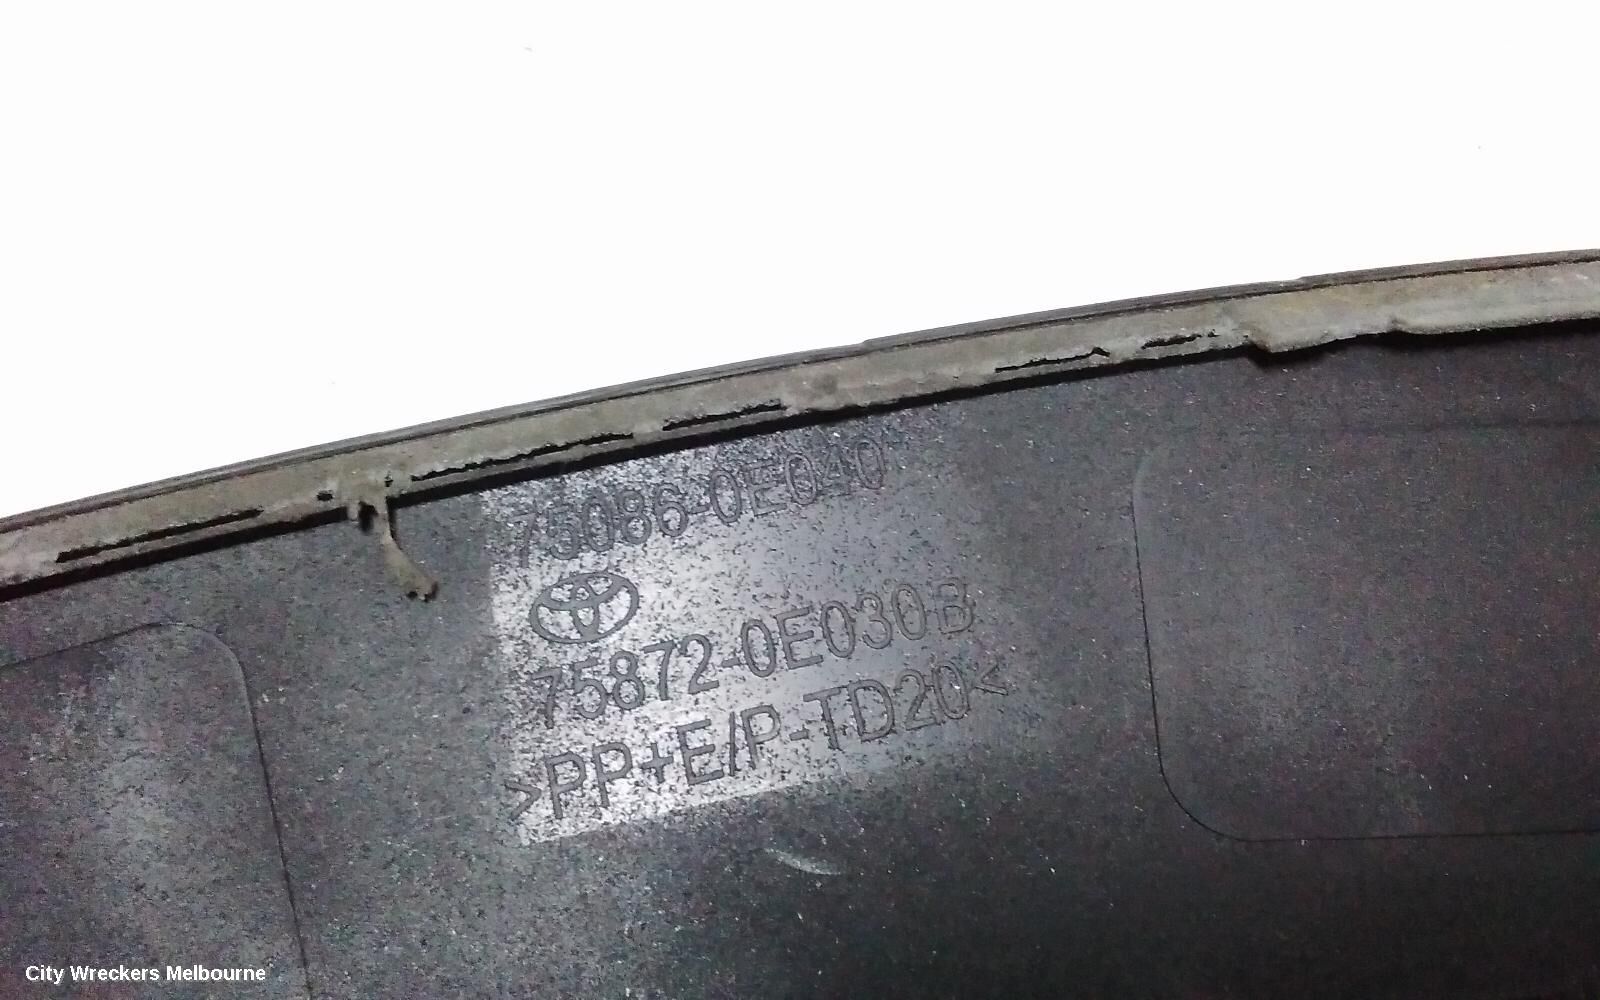 75086-0E040
75872-0E030B
>PP+E/P-TD20<
City Wreckers Melbourne